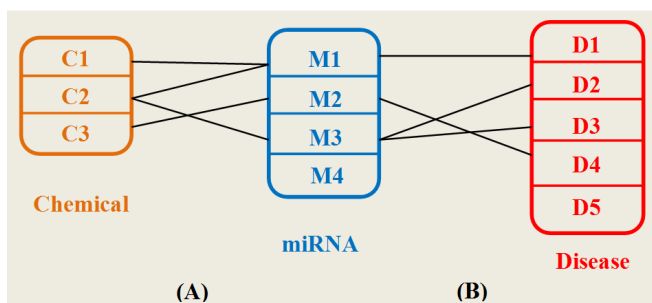 C1
C2
C3
Chemical
M1
M2
M3
M4
miRNA
D1
D2
D3
D4
D5
Disease
(A)
(B)